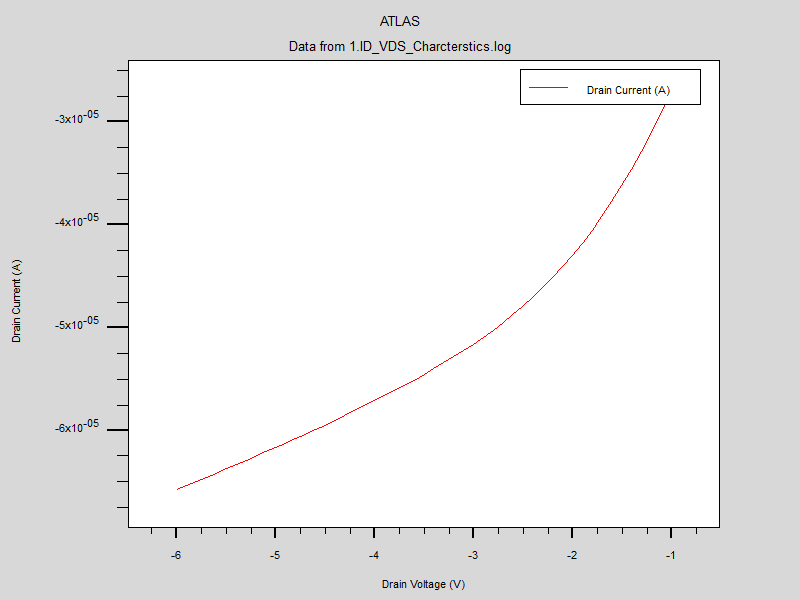 ATLAS
Data from 1.ID_VDS_Charcterstics.log
Drain Current (A)
-3x10-05
-4x10-05
-5x10-05
-6x10-05
Drain Current (A)
-6 -5 -4 -3 -2 -1
Drain Voltage (V)